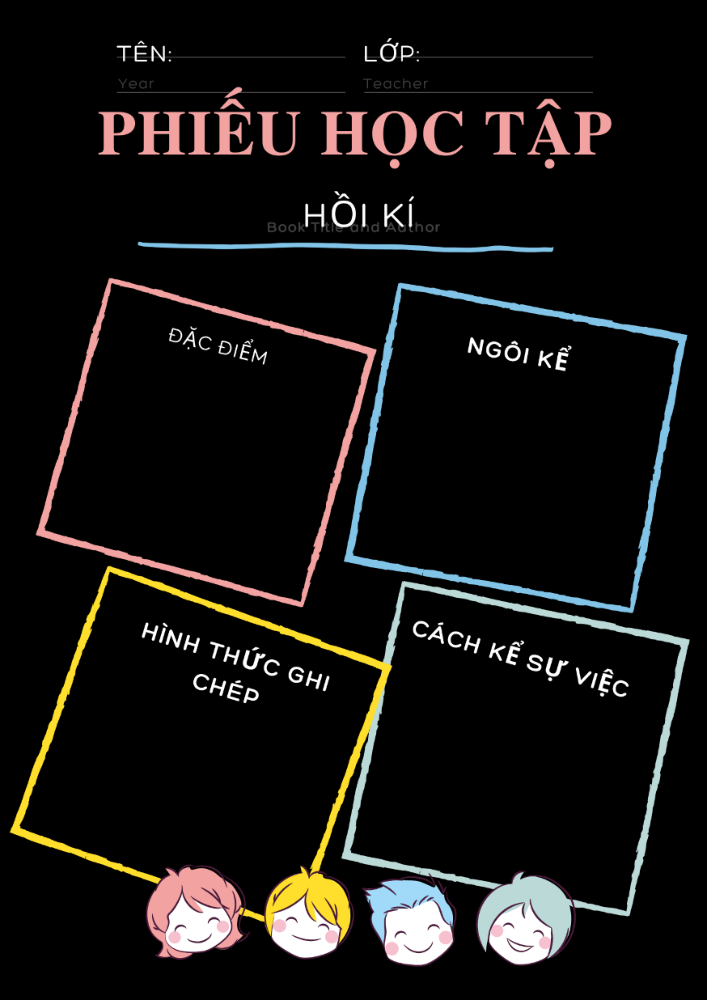 TÊN:
LỚP:
Year
Teacher
PHIẾU HỌC TẬP
HỒI KÍ
Book Title and Author
ĐẶC ĐIỂM
NGÔI KỂ
HÌNH THỨC GHI
CHÉP
CÁCH KỂ SỰ VIỆC